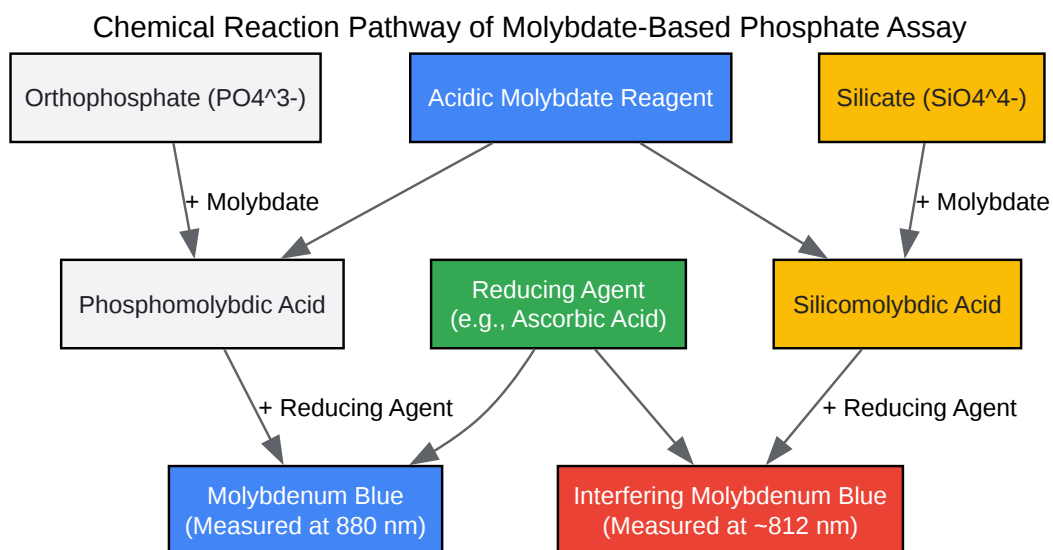 Chemical Reaction Pathway of Molybdate-Based Phosphate Assay
Orthophosphate (PO4^3-)
Acidic Molybdate Reagent
Silicate (SiO4^4-)
+ Molybdate
+ Molybdate
Phosphomolybdic Acid
Reducing Agent
(e.g., Ascorbic Acid)
Silicomolybdic Acid
+ Reducing Agent
+ Reducing Agent
Molybdenum Blue
(Measured at 880 nm)
Interfering Molybdenum Blue
(Measured at ~812 nm)